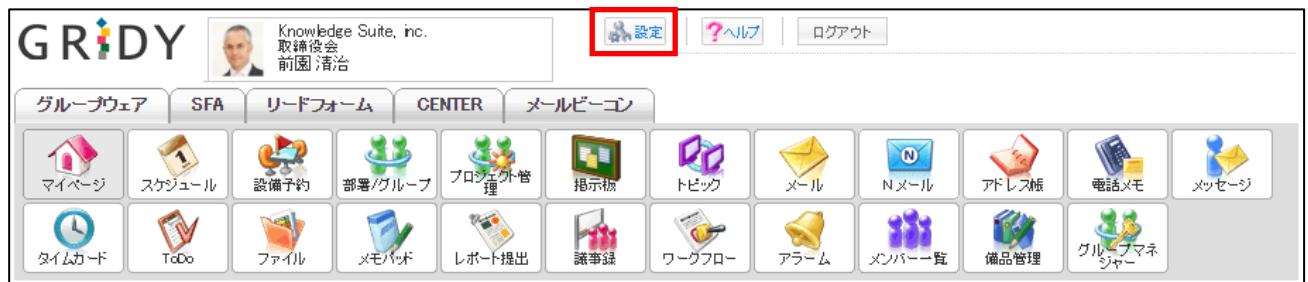 GRiDY
Knowledge Suite, inc.
取締役会
前園 清治
設定
ヘルプ
ログアウト
グループウェア SFA リードフォーム CENTER メールビーコン
マイページ スケジュール 設備予約 部署/グループ プロジェクト管理 掲示板 トピック メール Nメール アドレス帳 電話メモ メッセージ
タイムカード ToDo ファイル メモパッド レポート提出 議事録 ワークフロー アラーム メンバー一覧 備品管理 グループマネジャー